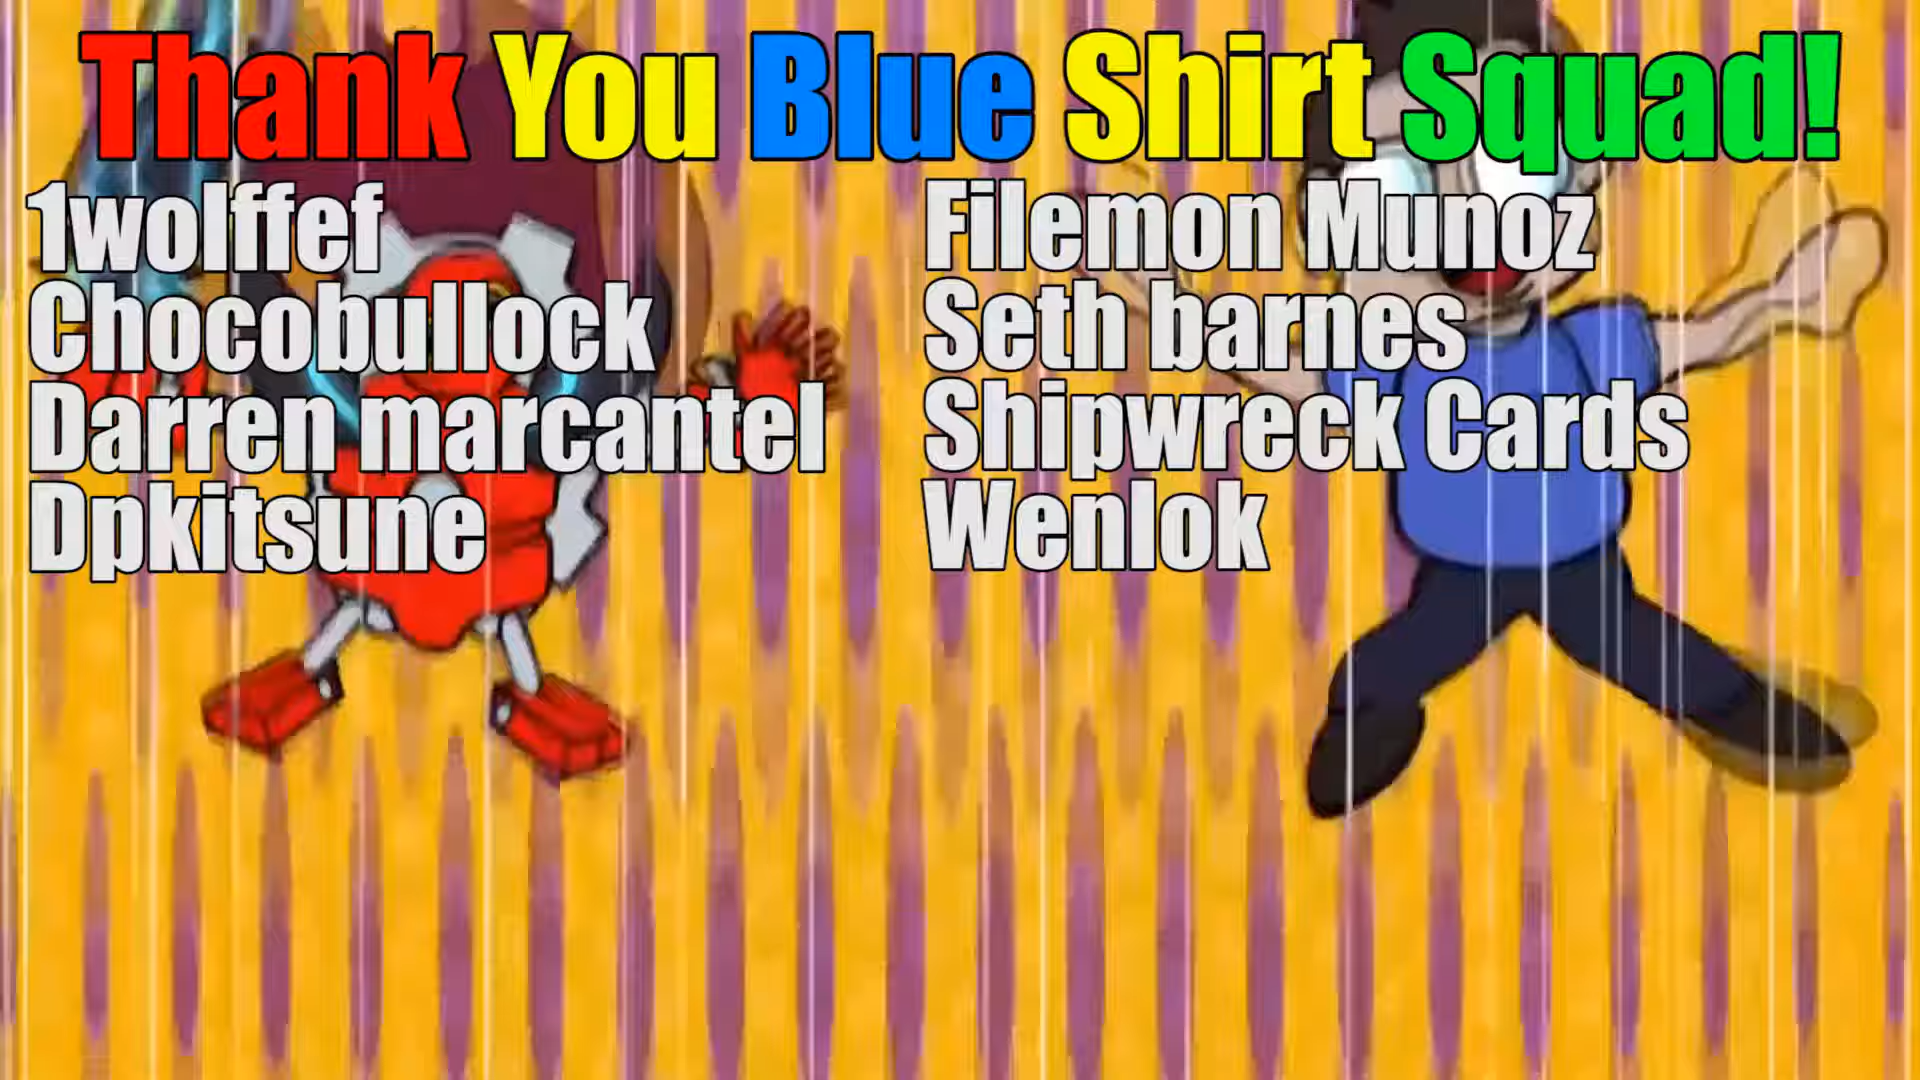 Thank You Blue Shirt Squad!
1wolffef
Chocobullock
Darren marcantel
Dpkitsune
Filemon Munoz
Seth barnes
Shipwreck Cards
Wenlok